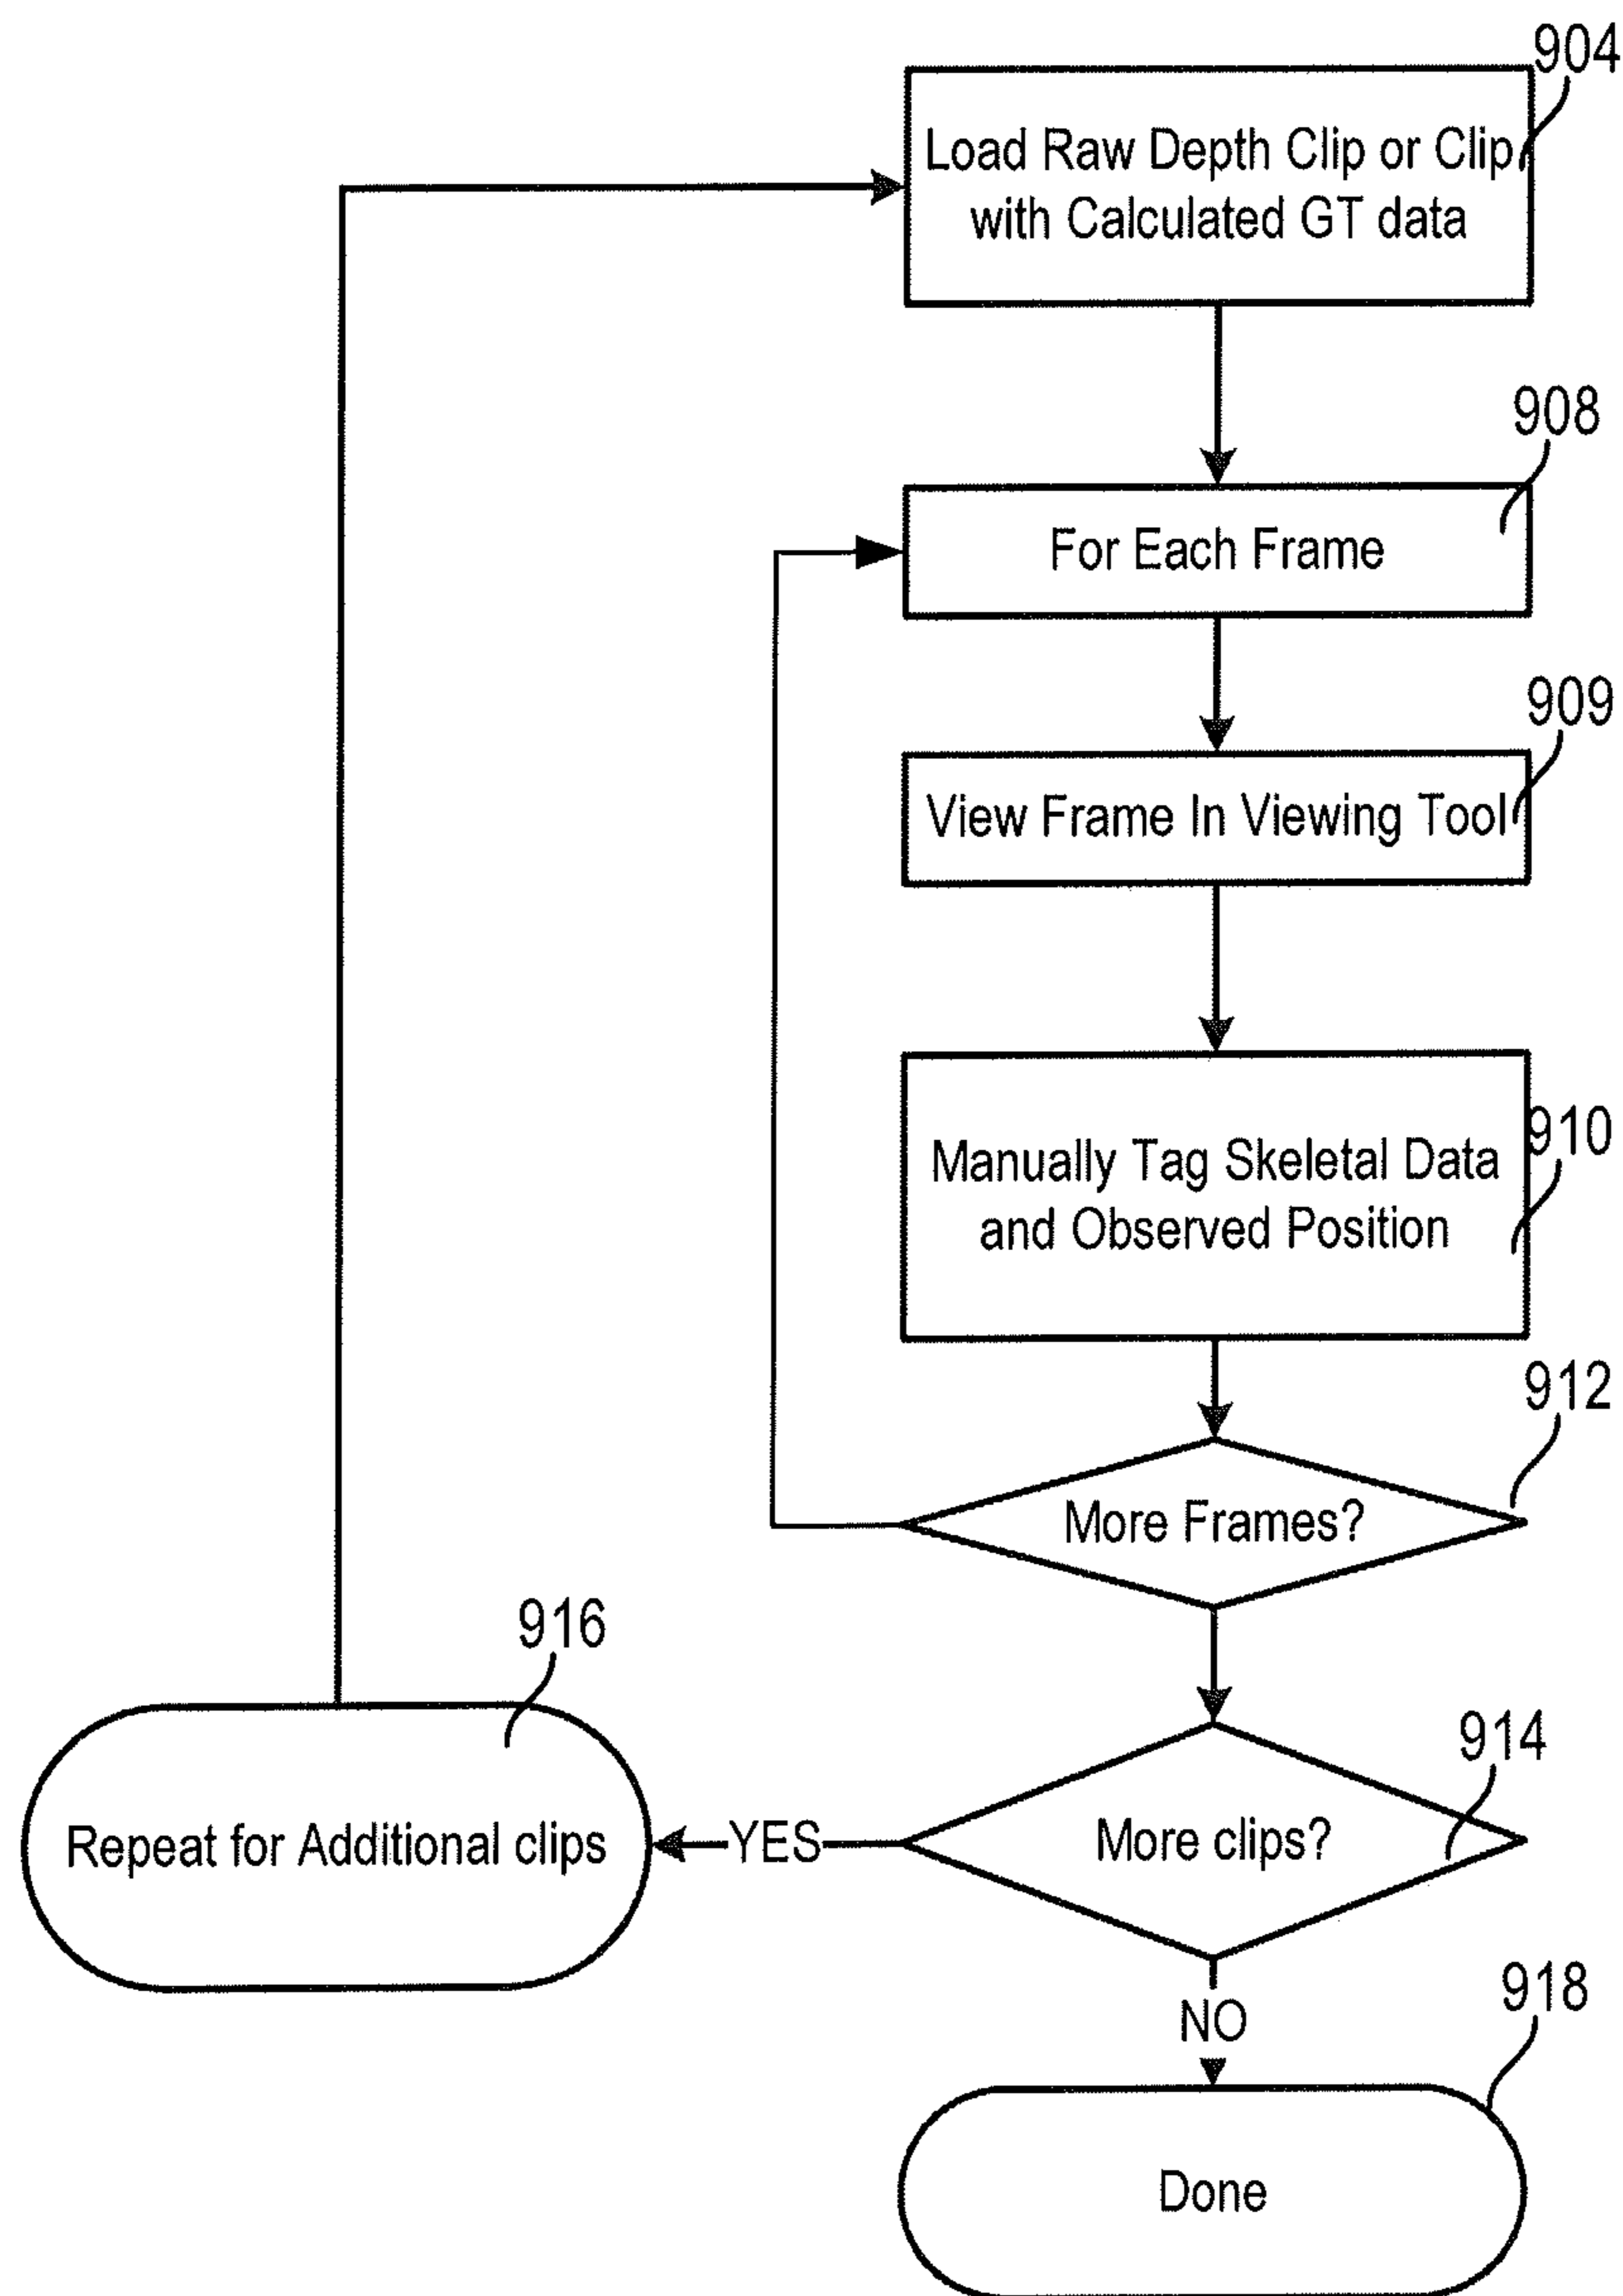 904
Load Raw Depth Clip or Clip
with Calculated GT data
908
For Each Frame
909
View Frame In Viewing Tool
910
Manually Tag Skeletal Data
and Observed Position
912
More Frames?
916
914
Repeat for Additional clips
YES
More clips?
NO
918
Done